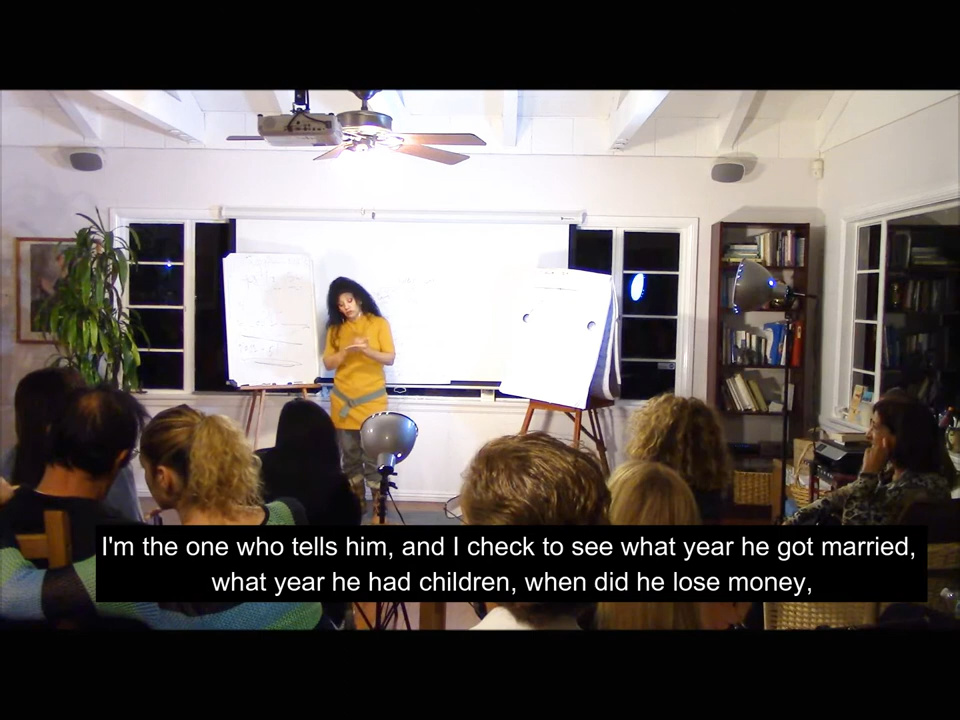 I'm the one who tells him, and I check to see what year he got married,
what year he had children, when did he lose money,